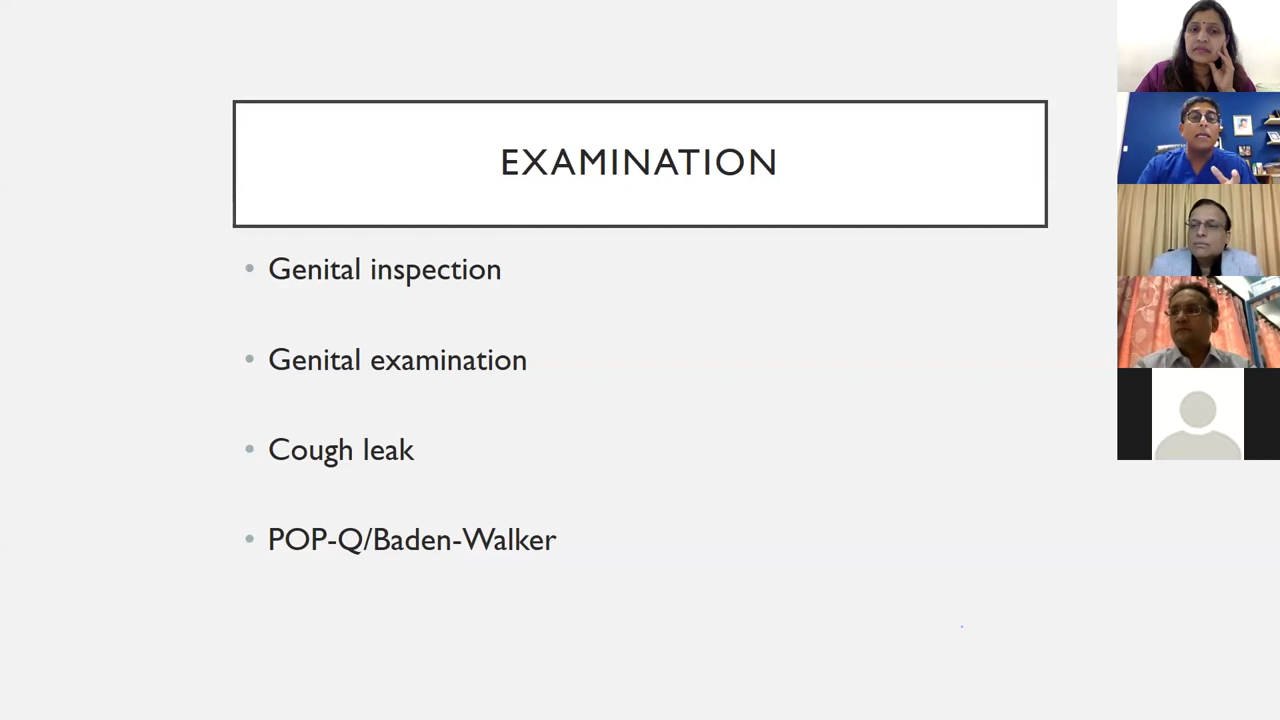 EXAMINATION
• Genital inspection
• Genital examination
• Cough leak
• POP-Q/Baden-Walker